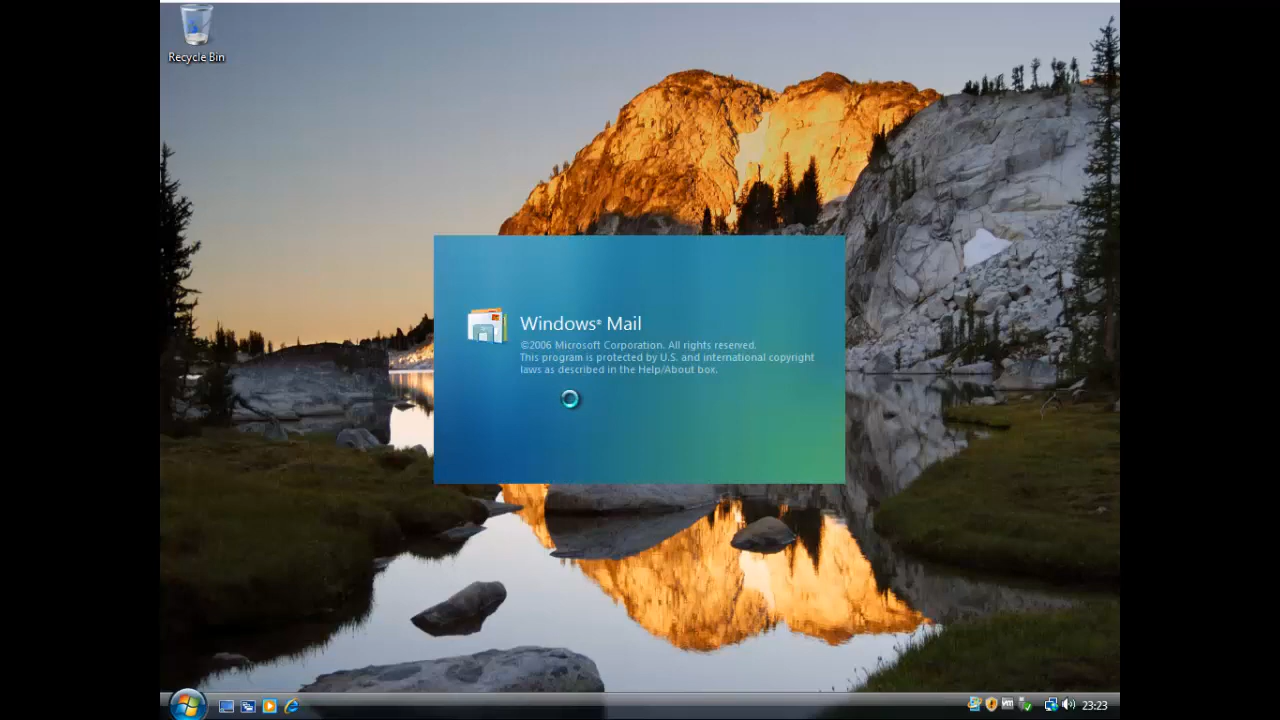 Recycle Bin
Windows® Mail
©2006 Microsoft Corporation. All rights reserved.
This program is protected by U.S. and international copyright
laws as described in the Help/About box.
23:23